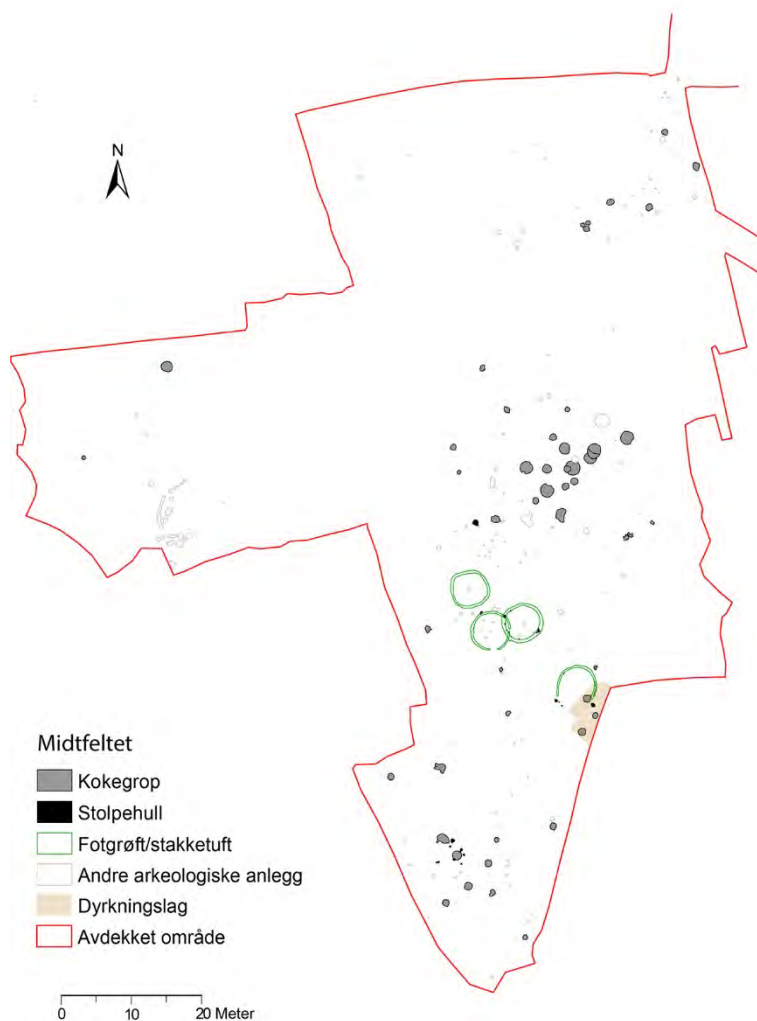 N
Midtfeltet
Kokegrop
Stolpehull
Fotgrøft/stakketuft
Andre arkeologiske anlegg
Dyrkningslag
Avdekket område
0 10 20 Meter